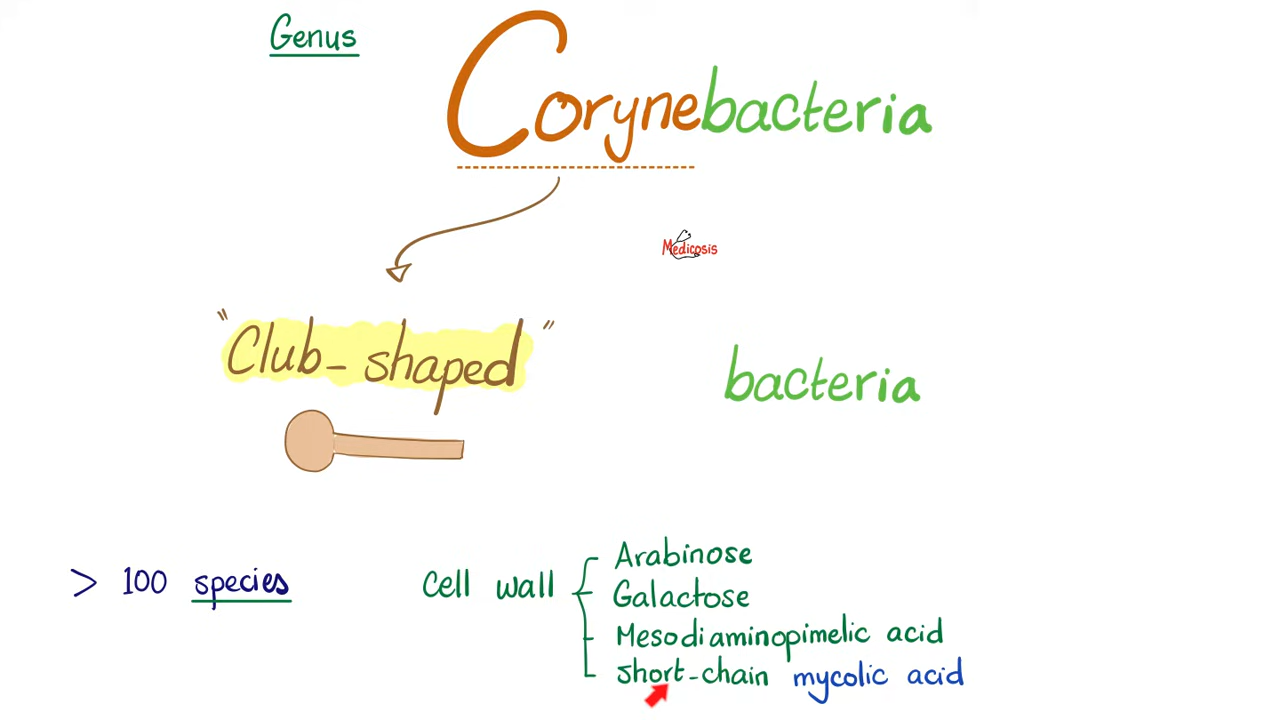 Genus
Corynebacteria
Medicosis
"Club-shaped"
bacteria
> 100 species
Cell wall
Arabinose
Galactose
Mesodiaminopimelic acid
short-chain mycolic acid